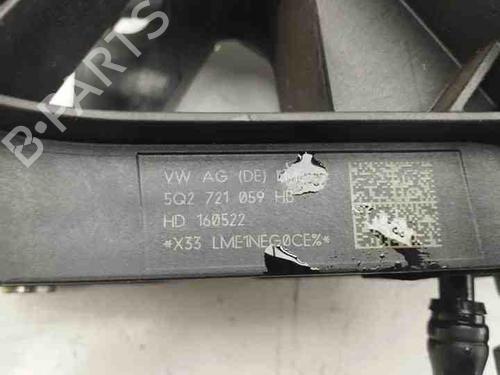 B-PARTS
VW AG (DE)
5Q2 721 059 HB
HD 160522
*X33 LME1NEG0CE%*